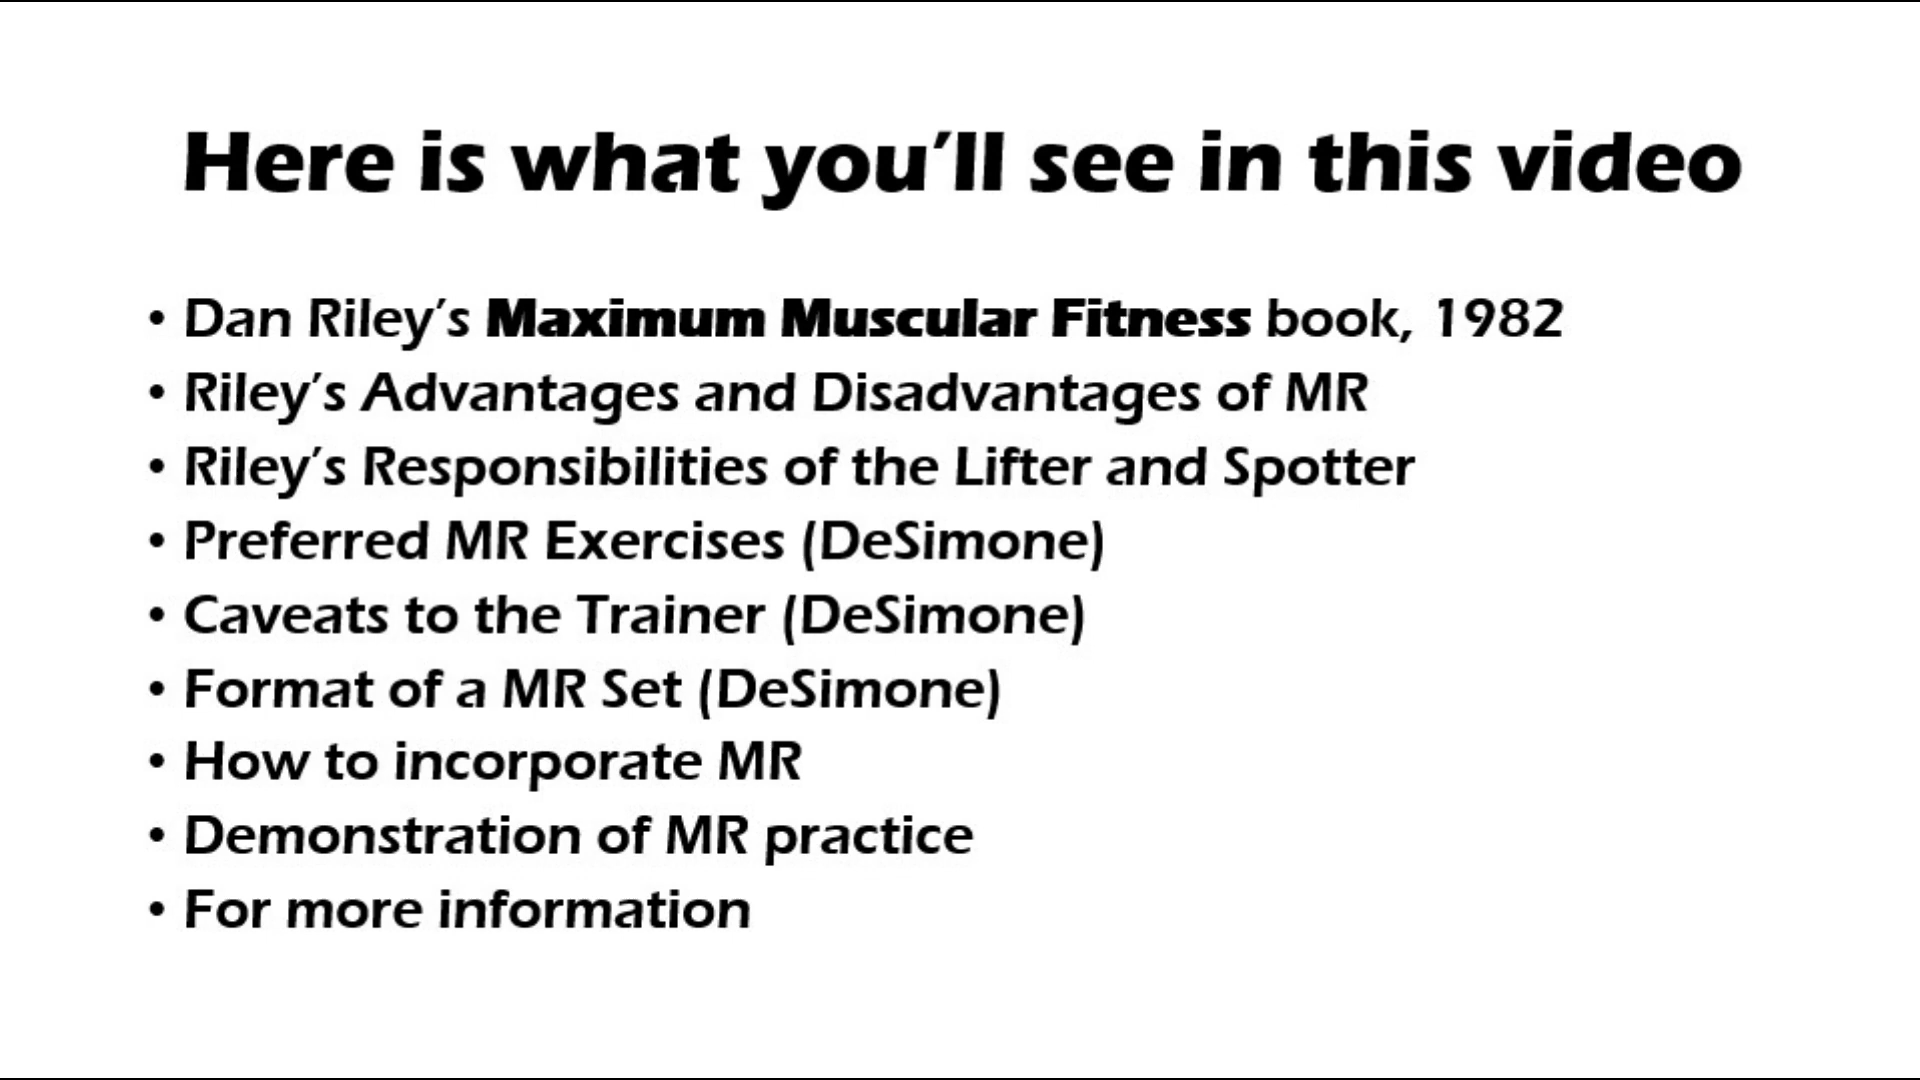 Here is what you’ll see in this video
• Dan Riley’s Maximum Muscular Fitness book, 1982
• Riley’s Advantages and Disadvantages of MR
• Riley’s Responsibilities of the Lifter and Spotter
• Preferred MR Exercises (DeSimone)
• Caveats to the Trainer (DeSimone)
• Format of a MR Set (DeSimone)
• How to incorporate MR
• Demonstration of MR practice
• For more information